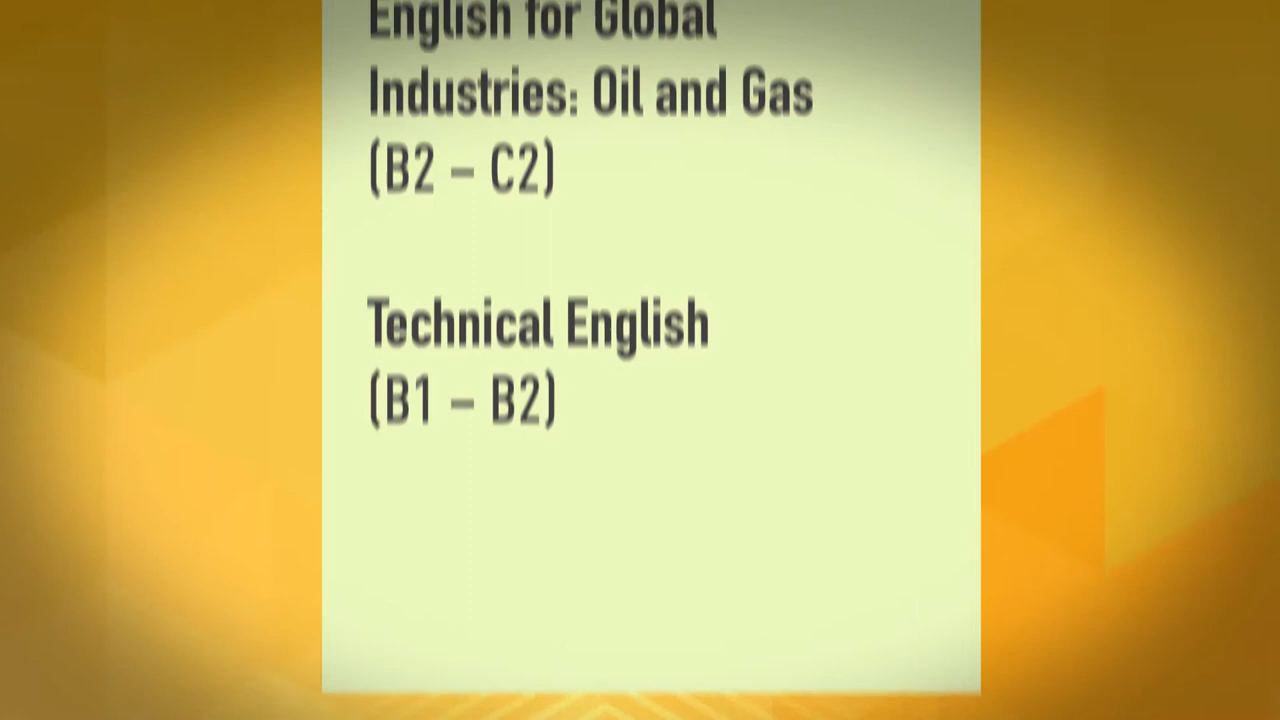 English for Global
Industries: Oil and Gas
(B2 – C2)
Technical English
(B1 – B2)